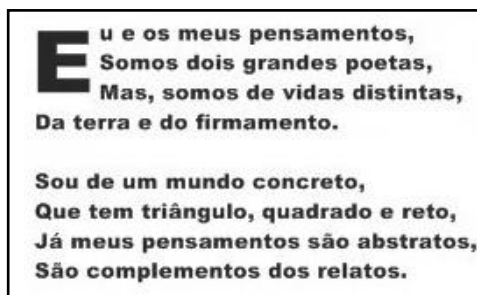 Eu e os meus pensamentos,
Somos dois grandes poetas,
Mas, somos de vidas distintas,
Da terra e do firmamento.

Sou de um mundo concreto,
Que tem triângulo, quadrado e reto,
Já meus pensamentos são abstratos,
São complementos dos relatos.